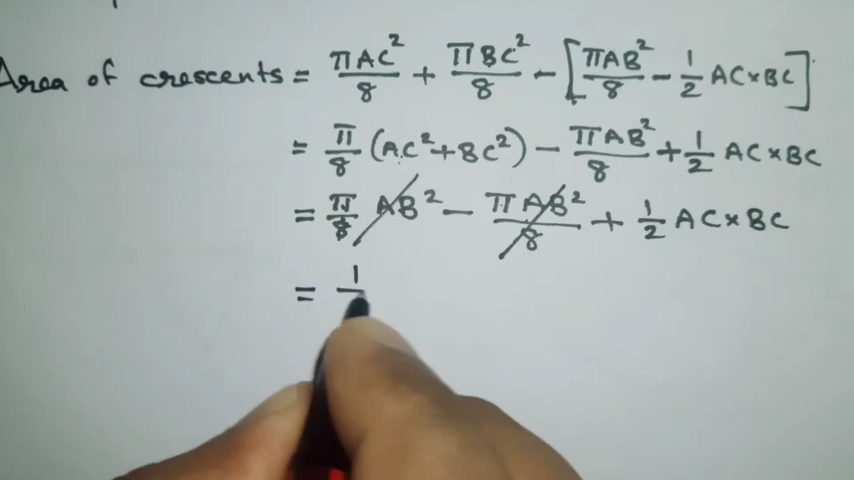 Area of crescents = πAC²/8 + πBC²/8 - [πAB²/8 - 1/2 AC×BC]
= π/8 (AC²+BC²) - πAB²/8 + 1/2 AC×BC
= π/8 AB² - πAB²/8 + 1/2 AC×BC
= 1